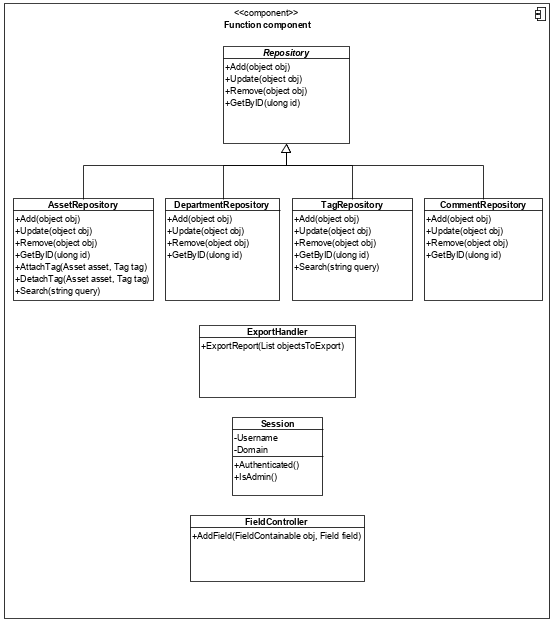 <<component>>
Function component
Repository
+Add(object obj)
+Update(object obj)
+Remove(object obj)
+GetByID(ulong id)
AssetRepository
+Add(object obj)
+Update(object obj)
+Remove(object obj)
+GetByID(ulong id)
+AttachTag(Asset asset, Tag tag)
+DetachTag(Asset asset, Tag tag)
+Search(string query)
DepartmentRepository
+Add(object obj)
+Update(object obj)
+Remove(object obj)
+GetByID(ulong id)
TagRepository
+Add(object obj)
+Update(object obj)
+Remove(object obj)
+GetByID(ulong id)
+Search(string query)
CommentRepository
+Add(object obj)
+Update(object obj)
+Remove(object obj)
+GetByID(ulong id)
ExportHandler
+ExportReport(List objectsToExport)
Session
-Username
-Domain
+Authenticated()
+IsAdmin()
FieldController
+AddField(FieldContainable obj, Field field)